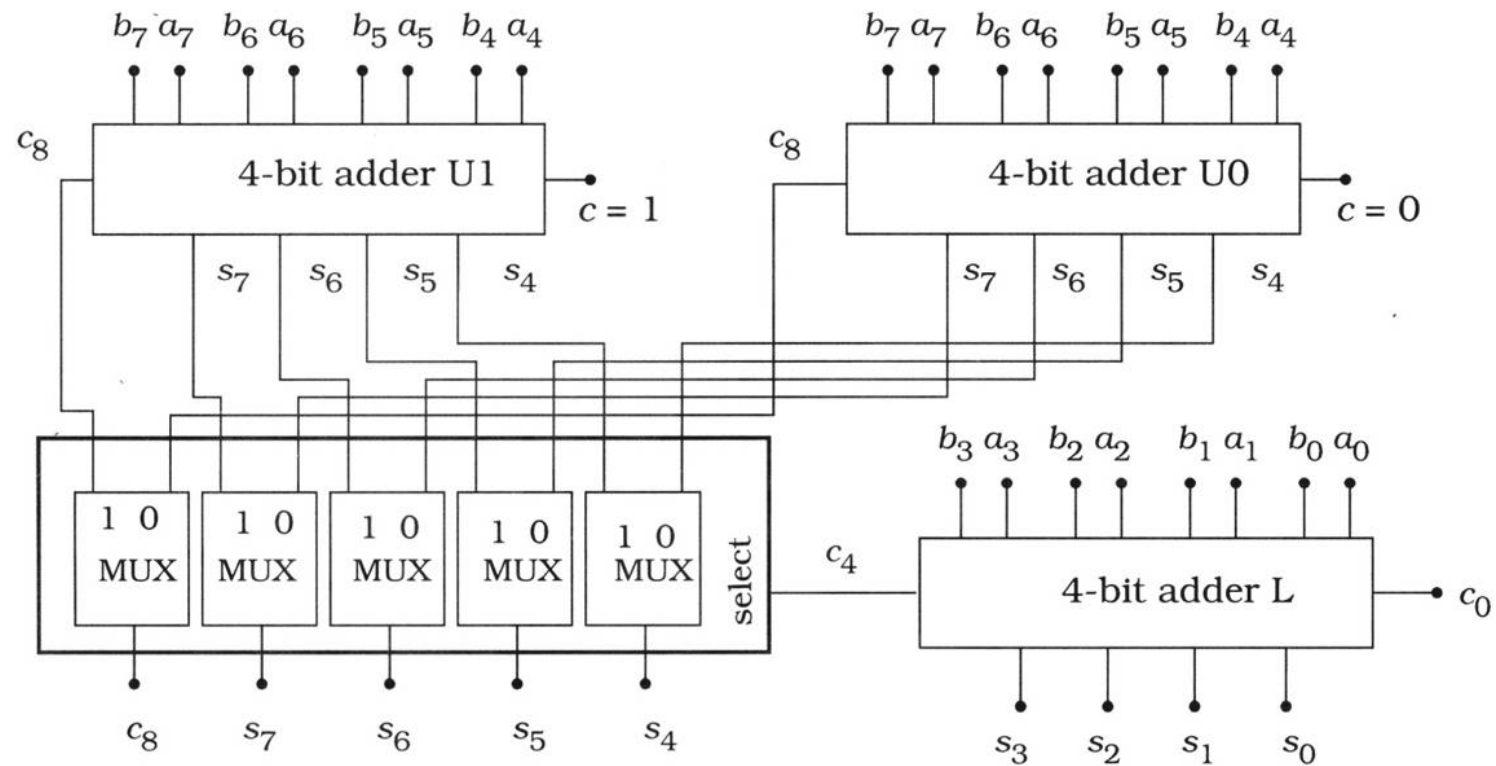 b7 a7 b6 a6 b5 a5 b4 a4
b7 a7 b6 a6 b5 a5 b4 a4
c8
4-bit adder U1
c = 1
c8
4-bit adder U0
c = 0
s7 s6 s5 s4
s7 s6 s5 s4
b3 a3 b2 a2 b1 a1 b0 a0
1 0 1 0 1 0 1 0 1 0
MUX MUX MUX MUX MUX
select
c4
4-bit adder L
c0
c8 s7 s6 s5 s4
s3 s2 s1 s0